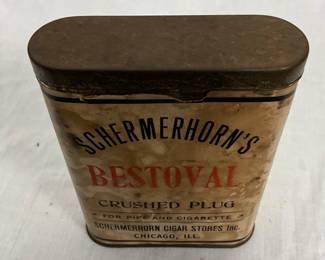 SCHERMERHORN'S
BESTOVAL
CRUSHED PLUG
FOR PIPE AND CIGARETTE
SCHERMERHORN CIGAR STORES INC.
CHICAGO, ILL.